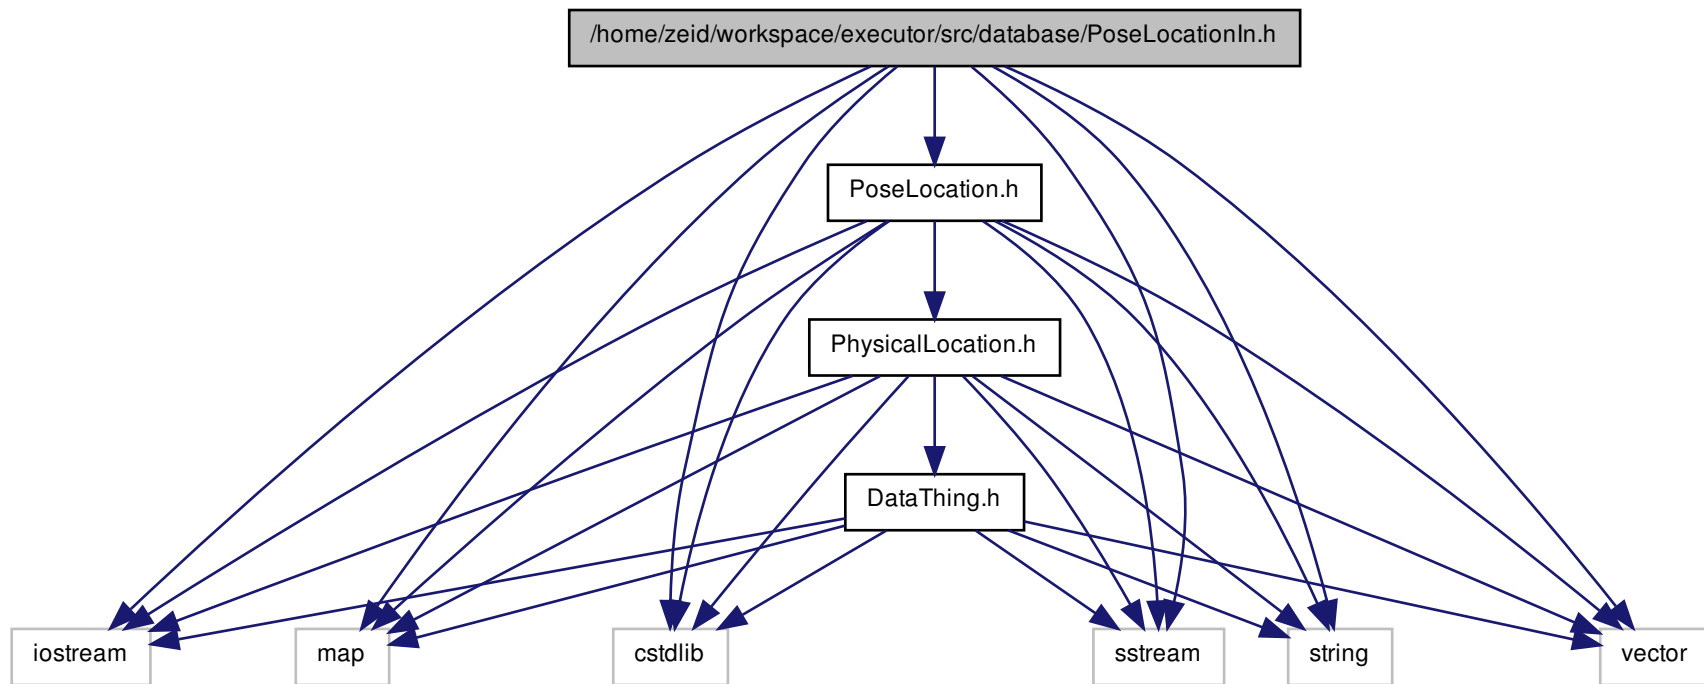 /home/zeid/workspace/executor/src/database/PoseLocationIn.h
PoseLocation.h
PhysicalLocation.h
DataThing.h
iostream
map
cstdlib
sstream
string
vector